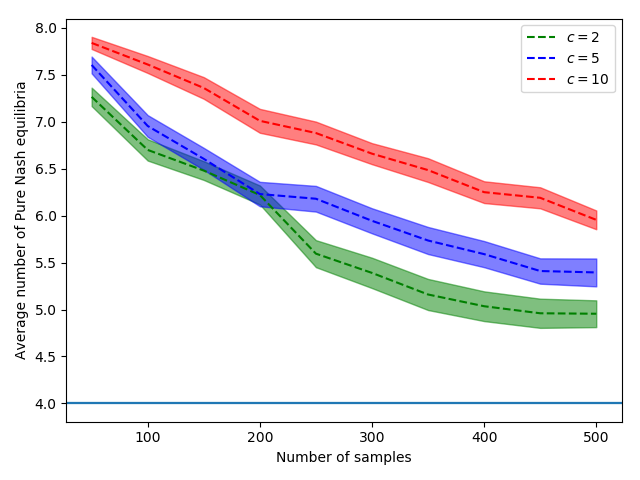 8.0
7.5
7.0
6.5
6.0
5.5
5.0
4.5
4.0
Average number of Pure Nash equilibria
c = 2
c = 5
c = 10
100 200 300 400 500
Number of samples